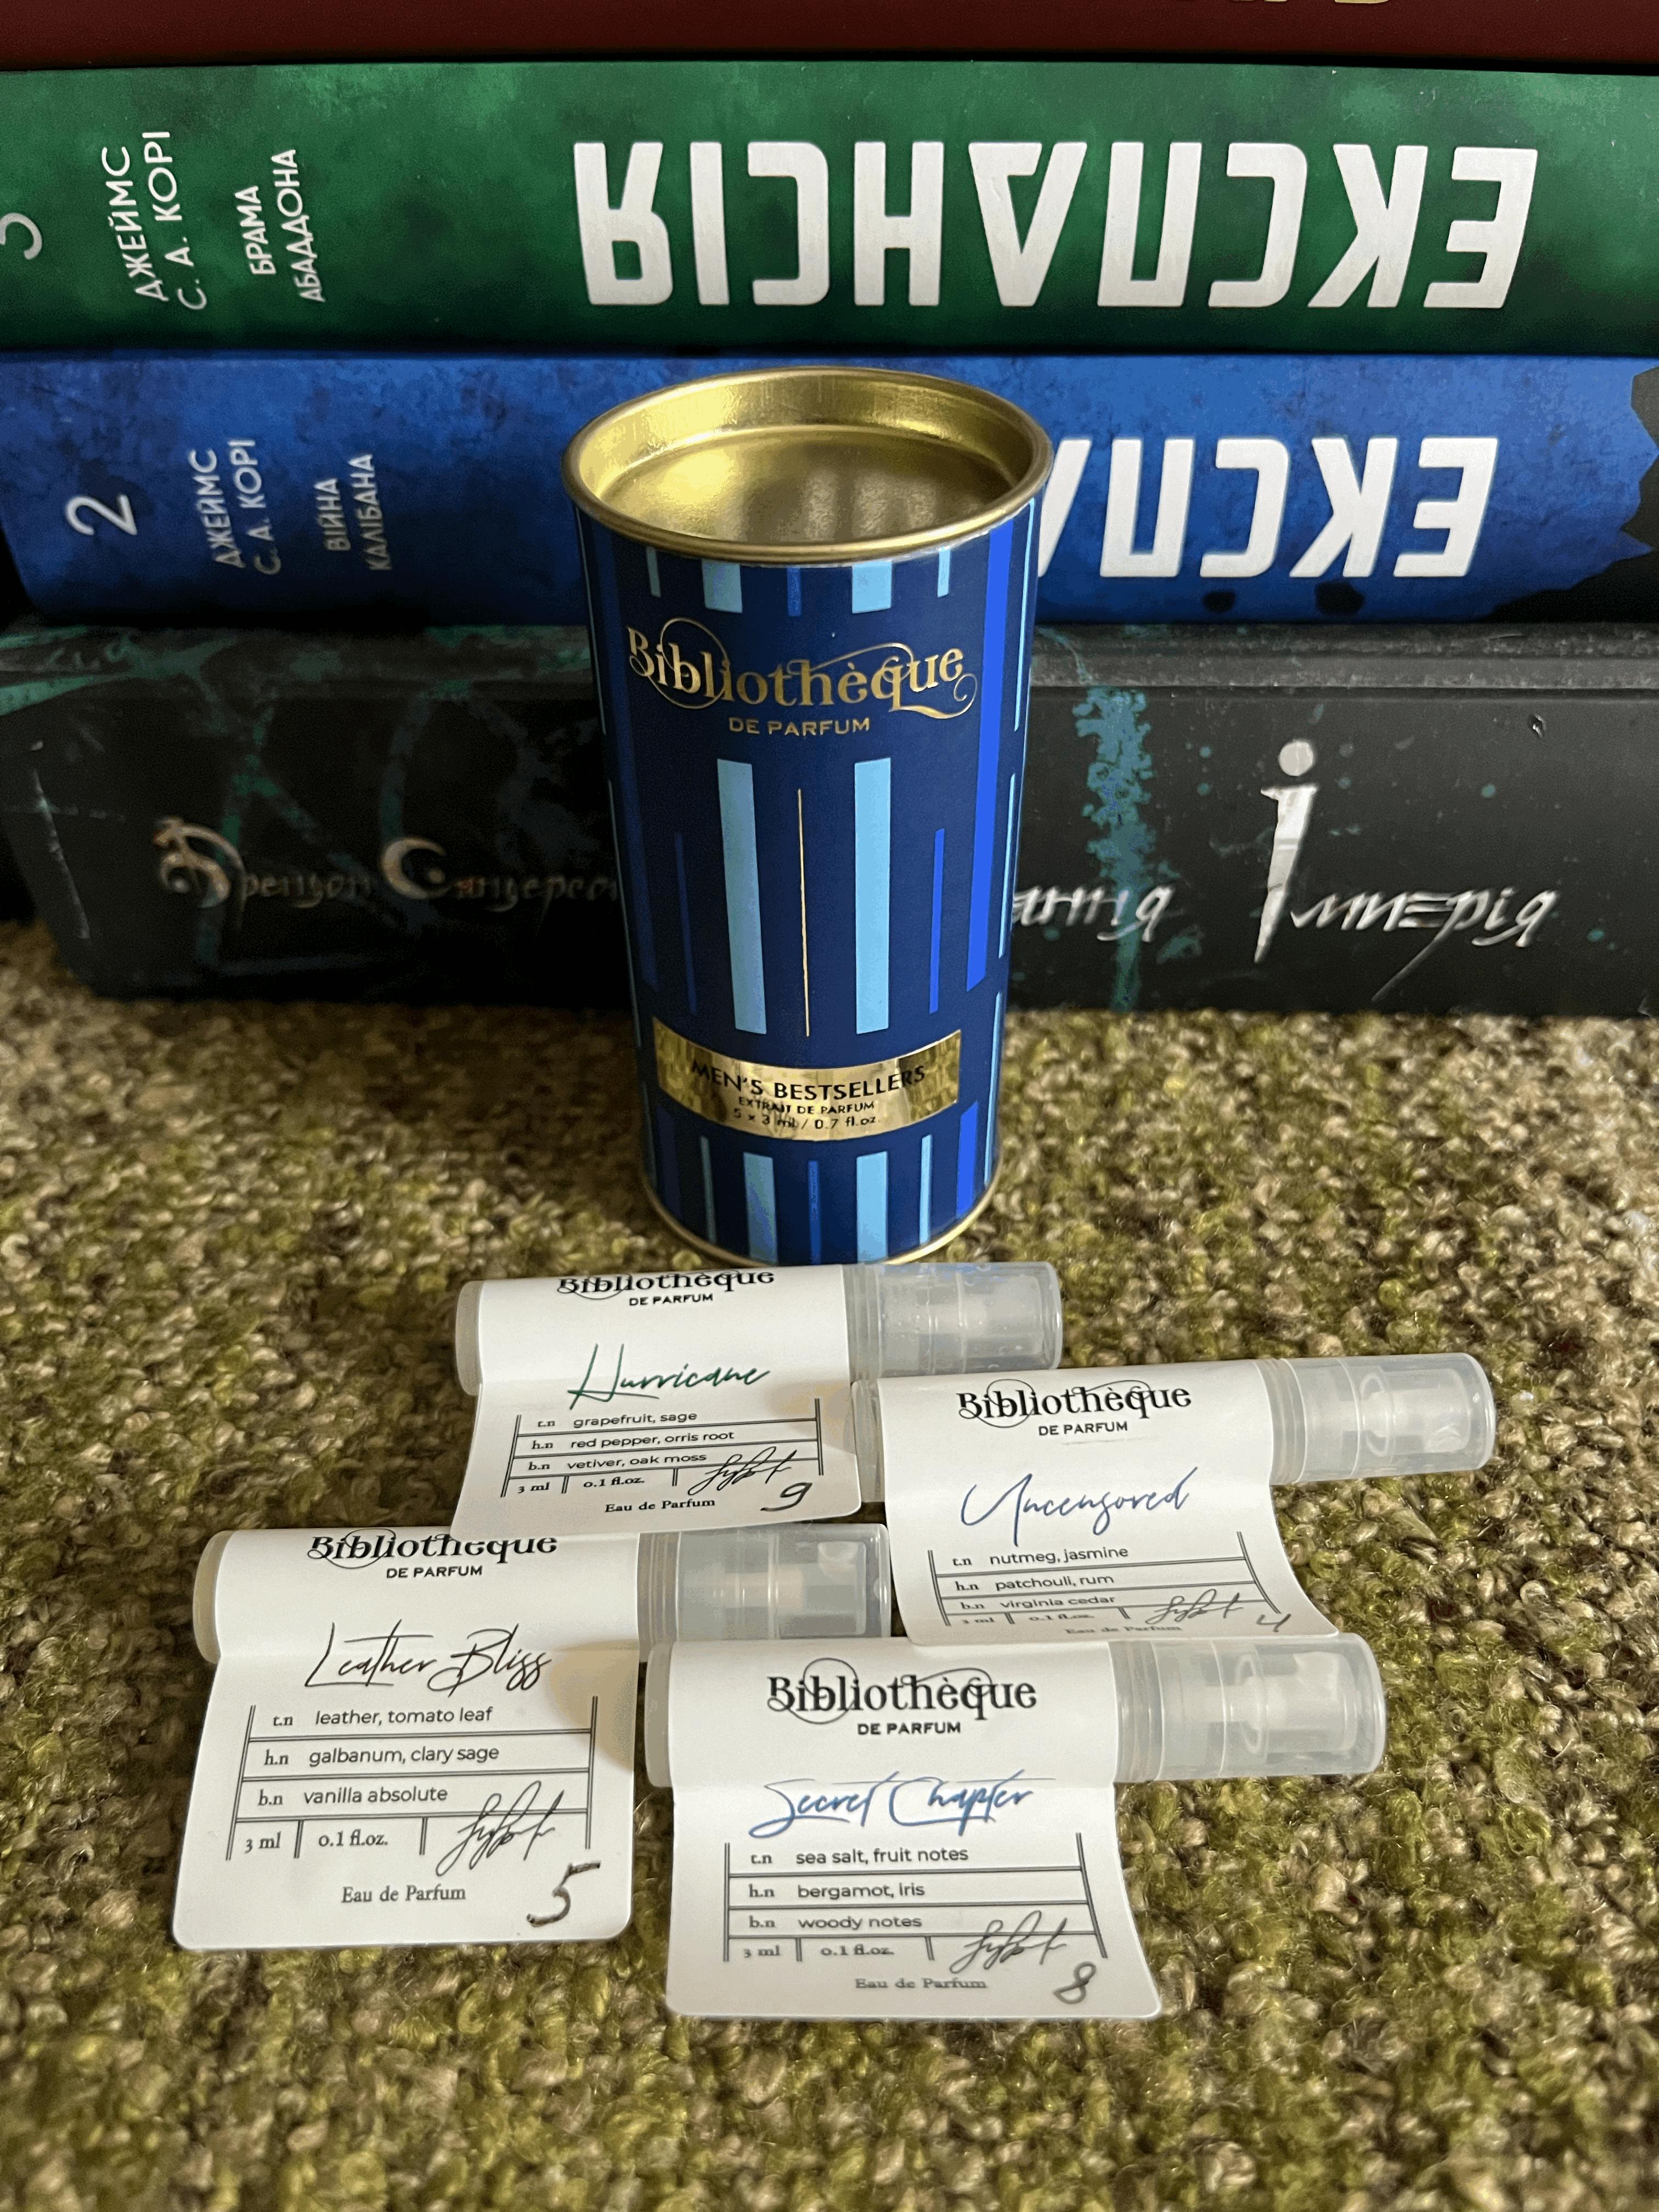 ДЖЕЙМС
С. А. КОРІ
БРАМА
АБАДДОНА
ЕКСПАНСІЯ
2
ДЖЕЙМС
С. А. КОРІ
ВІЙНА
КАЛІБАНА
ЕКСПА
Імперія
Bibliothèque
DE PARFUM
MEN'S BESTSELLERS
EXTRAIT DE PARFUM
5 x 3 ml / 0.7 fl.oz.
Bibliothèque
DE PARFUM
Hurricane
t.n grapefruit, sage
h.n red pepper, orris root
b.n vetiver, oak moss
3 ml 0.1 fl.oz.
Eau de Parfum
9
Bibliothèque
DE PARFUM
Uncensored
t.n nutmeg, jasmine
h.n patchouli, rum
b.n virginia cedar
3 ml 0.1 fl.oz.
Eau de Parfum
4
Bibliothèque
DE PARFUM
Leather Bliss
t.n leather, tomato leaf
h.n galbanum, clary sage
b.n vanilla absolute
3 ml 0.1 fl.oz.
Eau de Parfum
5
Bibliothèque
DE PARFUM
Secret Chapter
t.n sea salt, fruit notes
h.n bergamot, iris
b.n woody notes
3 ml 0.1 fl.oz.
Eau de Parfum
8